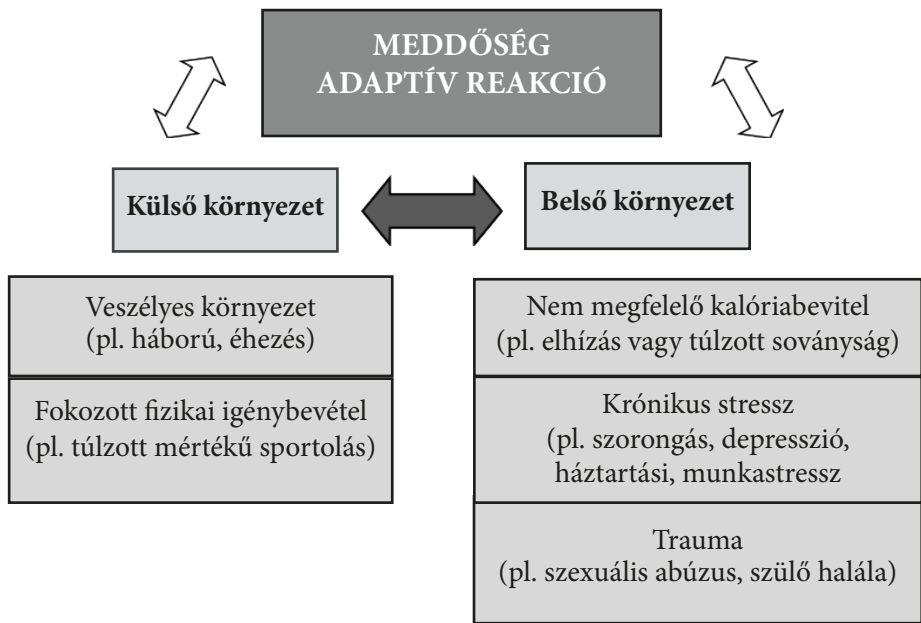 MEDDŐSÉG
ADAPTÍV REAKCIÓ
Külső környezet
Belső környezet
Veszélyes környezet
(pl. háború, éhezés)
Fokozott fizikai igénybevétel
(pl. túlzott mértékű sportolás)
Nem megfelelő kalóriabevitel
(pl. elhízás vagy túlzott soványság)
Krónikus stressz
(pl. szorongás, depresszió,
háztartási, munkastressz
Trauma
(pl. szexuális abúzus, szülő halála)